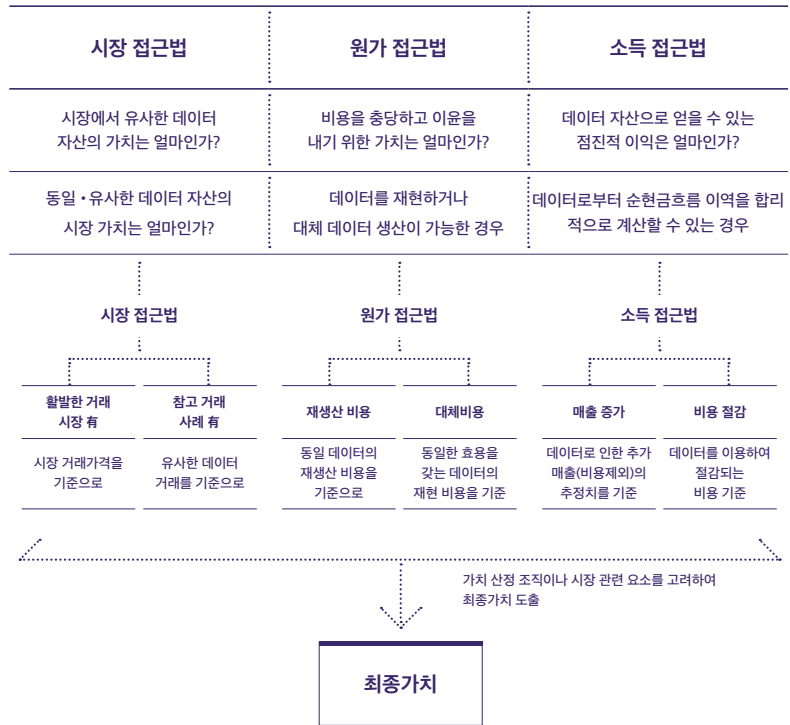 시장 접근법
원가 접근법
소득 접근법
시장에서 유사한 데이터
자산의 가치는 얼마인가?
비용을 충당하고 이윤을
내기 위한 가치는 얼마인가?
데이터 자산으로 얻을 수 있는
점진적 이익은 얼마인가?
동일・유사한 데이터 자산의
시장 가치는 얼마인가?
데이터를 재현하거나
대체 데이터 생산이 가능한 경우
데이터로부터 순현금흐름 이역을 합리
적으로 계산할 수 있는 경우
시장 접근법
원가 접근법
소득 접근법
활발한 거래
시장 有
시장 거래가격을
기준으로
참고 거래
사례 有
유사한 데이터
거래를 기준으로
재생산 비용
동일 데이터의
재생산 비용을
기준으로
대체비용
동일한 효용을
갖는 데이터의
재현 비용을 기준
매출 증가
데이터로 인한 추가
매출(비용제외)의
추정치를 기준
비용 절감
데이터를 이용하여
절감되는
비용 기준
가치 산정 조직이나 시장 관련 요소를 고려하여
최종가치 도출
최종가치